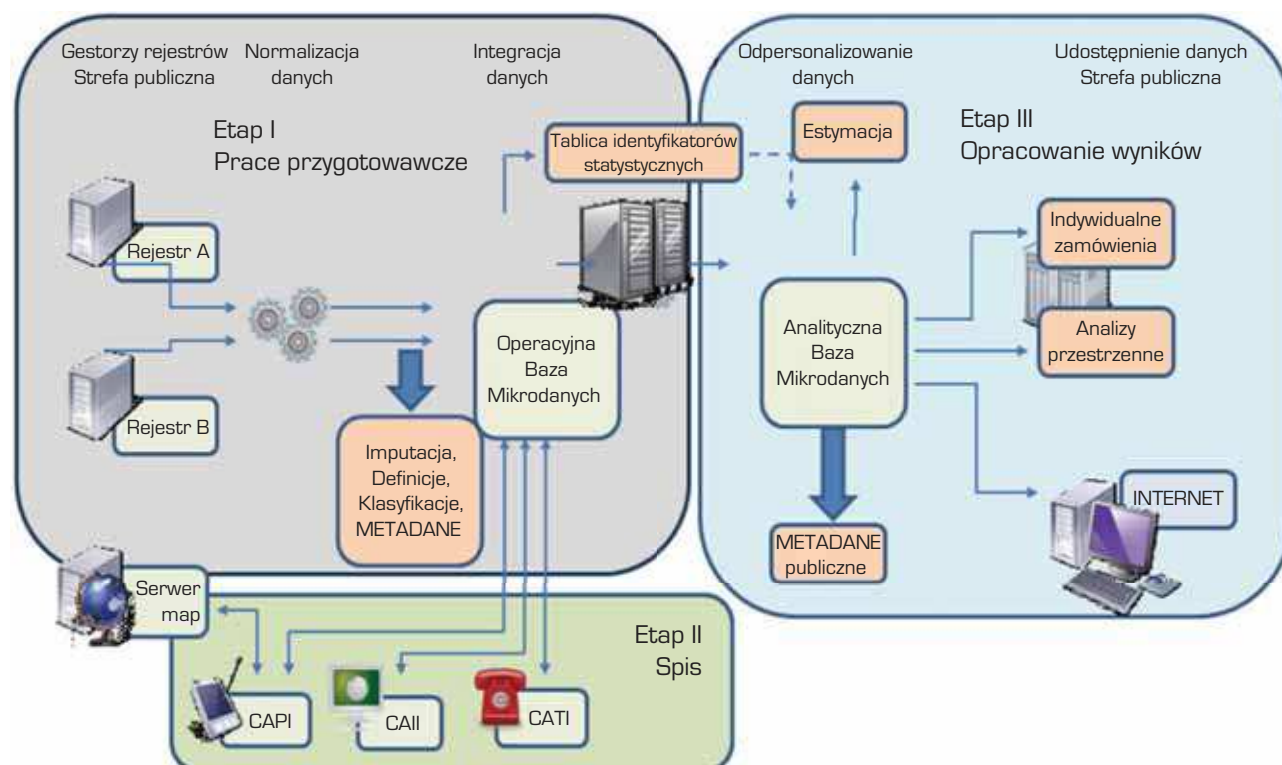 Gestorzy rejestrów
Strefa publiczna
Normalizacja
danych
Integracja
danych
Odpersonalizowanie
danych
Udostępnienie danych
Strefa publiczna
Etap I
Prace przygotowawcze
Tablica identyfikatorów
statystycznych
Estymacja
Etap III
Opracowanie wyników
Rejestr A
Indywidualne
zamówienia
Operacyjna
Baza
Mikrodanych
Analityczna
Baza
Mikrodanych
Analizy
przestrzenne
Rejestr B
Imputacja,
Definicje,
Klasyfikacje,
METADANE
INTERNET
METADANE
publiczne
Serwer
map
Etap II
Spis
CAPI
CAII
CATI